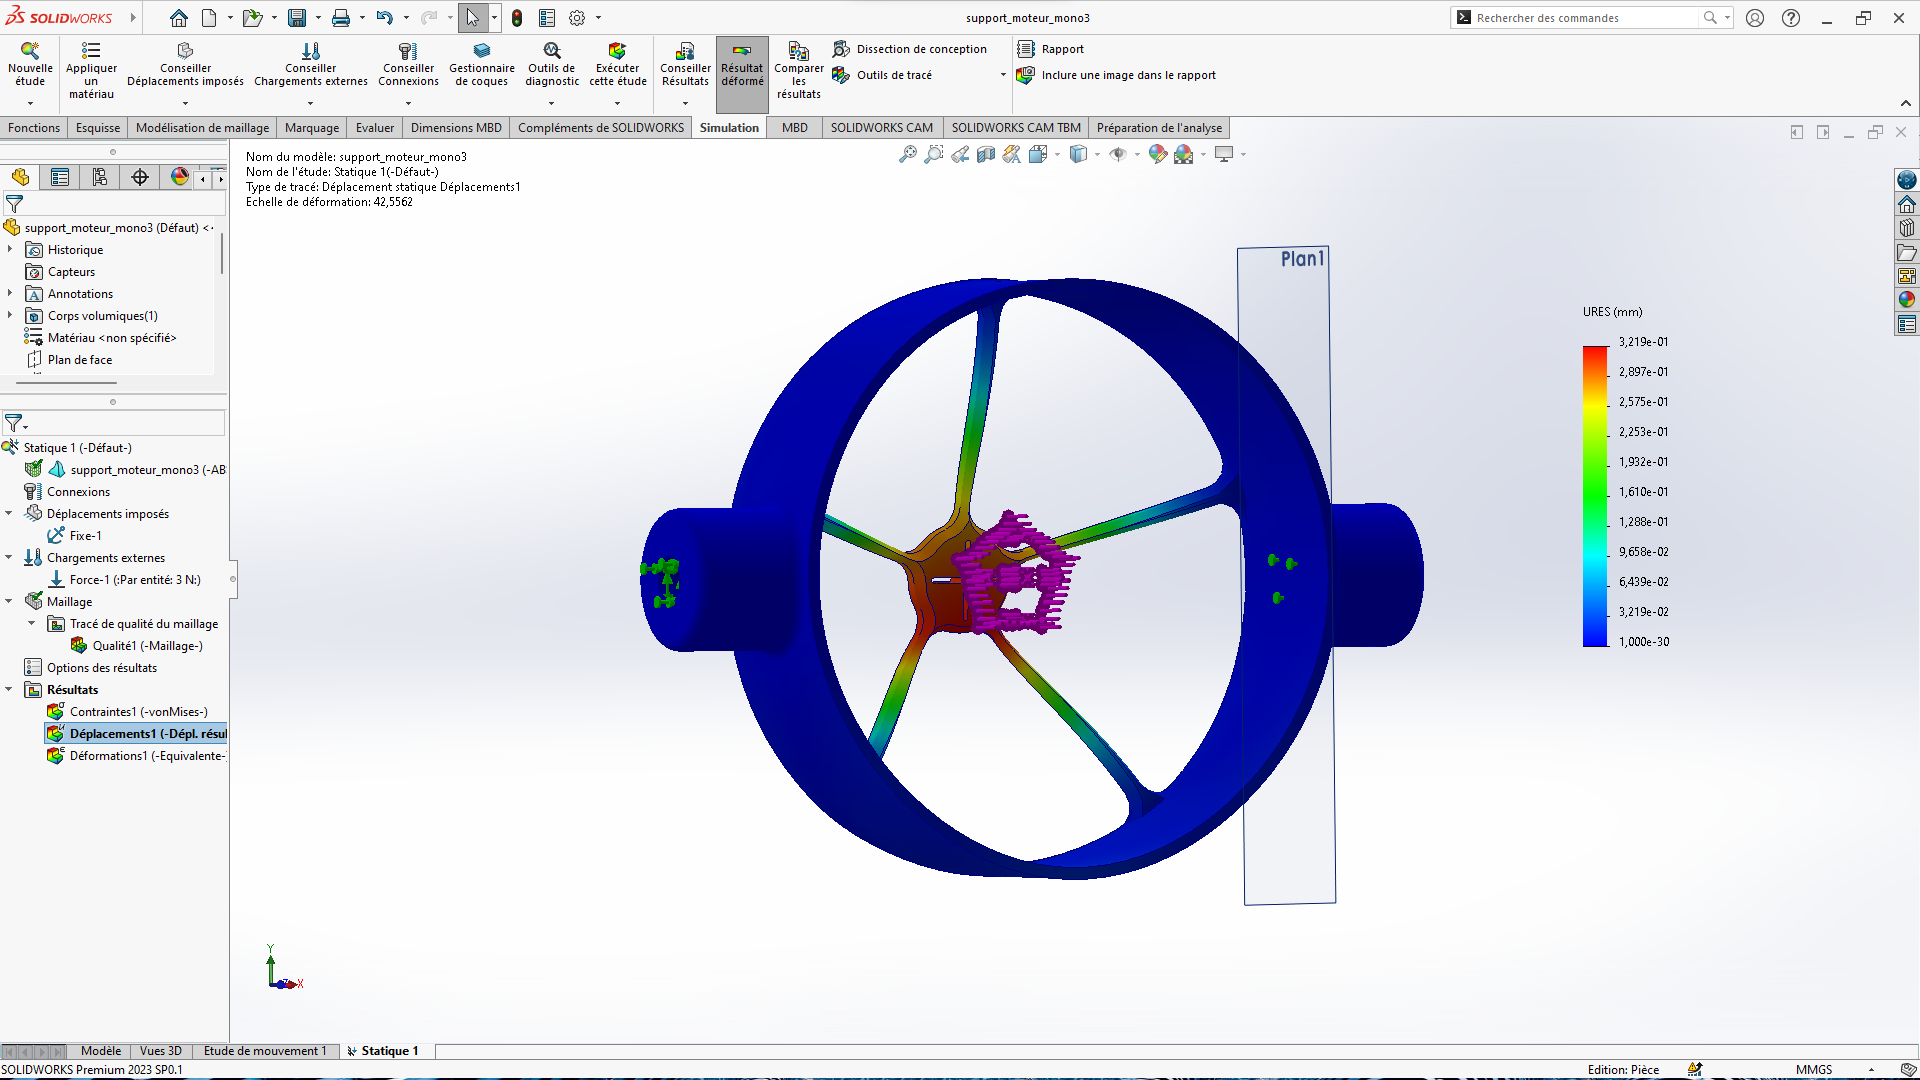 SOLIDWORKS
support_moteur_mono3
Rechercher des commandes
Nouvelle étude
Appliquer un matériau
Conseiller Déplacements imposés
Conseiller Chargements externes
Conseiller Connexions
Gestionnaire de coques
Outils de diagnostic
Exécuter cette étude
Conseiller Résultats
Résultat déformé
Comparer les résultats
Dissection de conception
Outils de tracé
Rapport
Inclure une image dans le rapport
Fonctions
Esquisse
Modélisation de maillage
Marquage
Evaluer
Dimensions MBD
Compléments de SOLIDWORKS
Simulation
MBD
SOLIDWORKS CAM
SOLIDWORKS CAM TBM
Préparation de l'analyse
support_moteur_mono3 (Défaut) <
Historique
Capteurs
Annotations
Corps volumiques(1)
Matériau <non spécifié>
Plan de face
Statique 1 (-Défaut-)
support_moteur_mono3 (-AB
Connexions
Déplacements imposés
Fixe-1
Chargements externes
Force-1 (:Par entité: 3 N:)
Maillage
Tracé de qualité du maillage
Qualité1 (-Maillage-)
Options des résultats
Résultats
Contraintes1 (-vonMises-)
Déplacements1 (-Dépl. résul
Déformations1 (-Equivalente-
Nom du modèle: support_moteur_mono3
Nom de l'étude: Statique 1(-Défaut-)
Type de tracé: Déplacement statique Déplacements1
Echelle de déformation: 42,5562
Plan1
URES (mm)
3,219e-01
2,897e-01
2,575e-01
2,253e-01
1,932e-01
1,610e-01
1,288e-01
9,658e-02
6,439e-02
3,219e-02
1,000e-30
Y
Z
X
Modèle
Vues 3D
Etude de mouvement 1
Statique 1
SOLIDWORKS Premium 2023 SP0.1
Edition: Pièce
MMGS